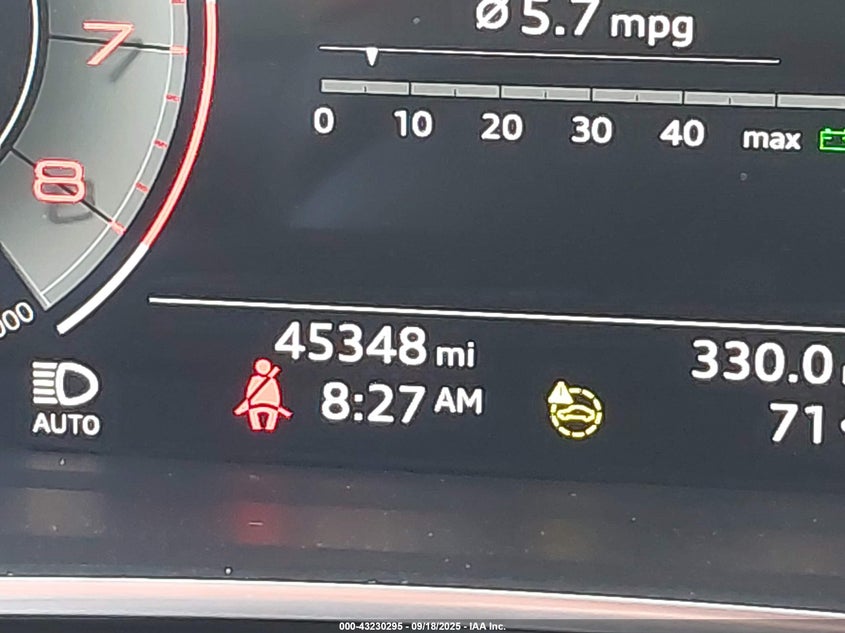 Ø 5.7 mpg
7
0 10 20 30 40 max
8
45348 mi 330.0
8:27 AM 71
AUTO
000-43230295 - 09/18/2025 - IAA Inc.